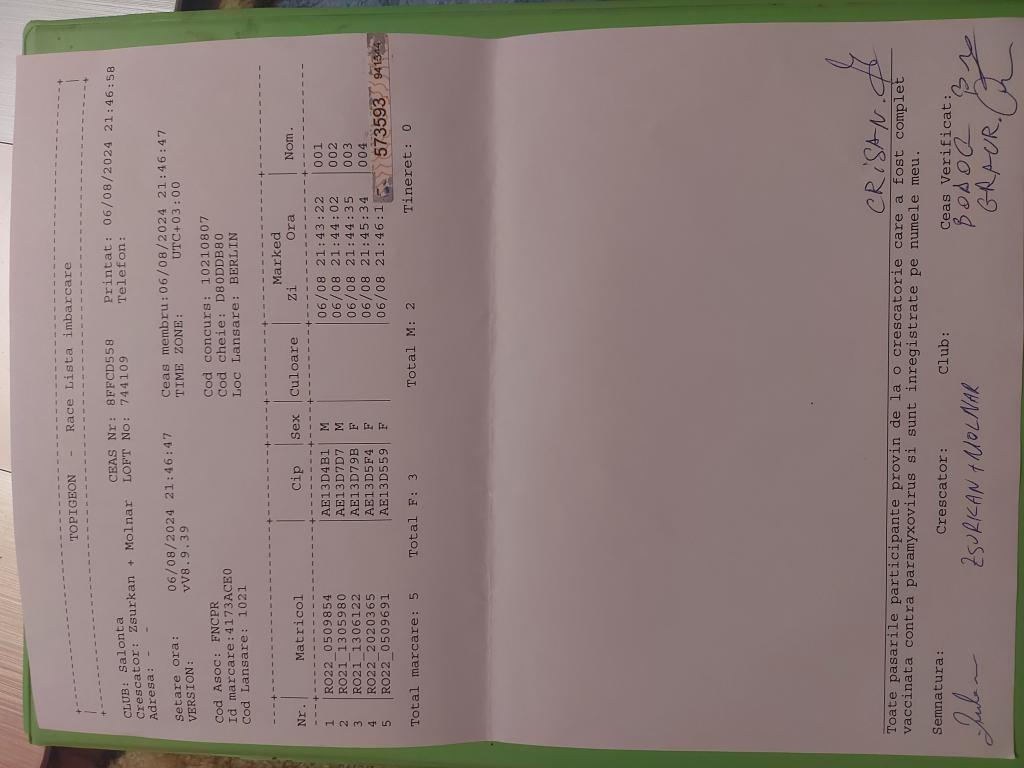 TOPIGEON - Race Lista imbarcare
CLUB: Salonta CEAS Nr: 8FFCD558 Printat: 06/08/2024 21:46:58
Crescator: Zsurkan + Molnar LOFT No: 744109 Telefon:
Adresa: - -
Setare ora: 06/08/2024 21:46:47 Ceas membru:06/08/2024 21:46:47
VERSION: vV8.9.39 TIME ZONE: UTC+03:00
Cod Asoc: FNCPR Cod concurs: 10210807
Id marcare:4173ACE0 Cod cheie: D80DDB80
Cod Lansare: 1021 Loc Lansare: BERLIN
Marked
Nr. Matricol Cip Sex Culoare Zi Ora Nom.
1 RO22_0509854 AE13D4B1 M 06/08 21:43:22 001
2 RO21_1305980 AE13D7D7 M 06/08 21:44:02 002
3 RO21_1306122 AE13D79B F 06/08 21:44:35 003
4 RO22_2020365 AE13D5F4 F 06/08 21:45:34 004
5 RO22_0509691 AE13D559 F 06/08 21:46:1
573593
Total marcare: 5 Total F: 3 Total M: 2 Tineret: 0
CRISAN.
Toate pasarile participante provin de la o crescatorie care a fost complet
vaccinata contra paramyxovirus si sunt inregistrate pe numele meu.
Semnatura: Crescator: Club: Ceas Verificat:
ZSURKAN + MOLNAR BODOG
GRAUR.